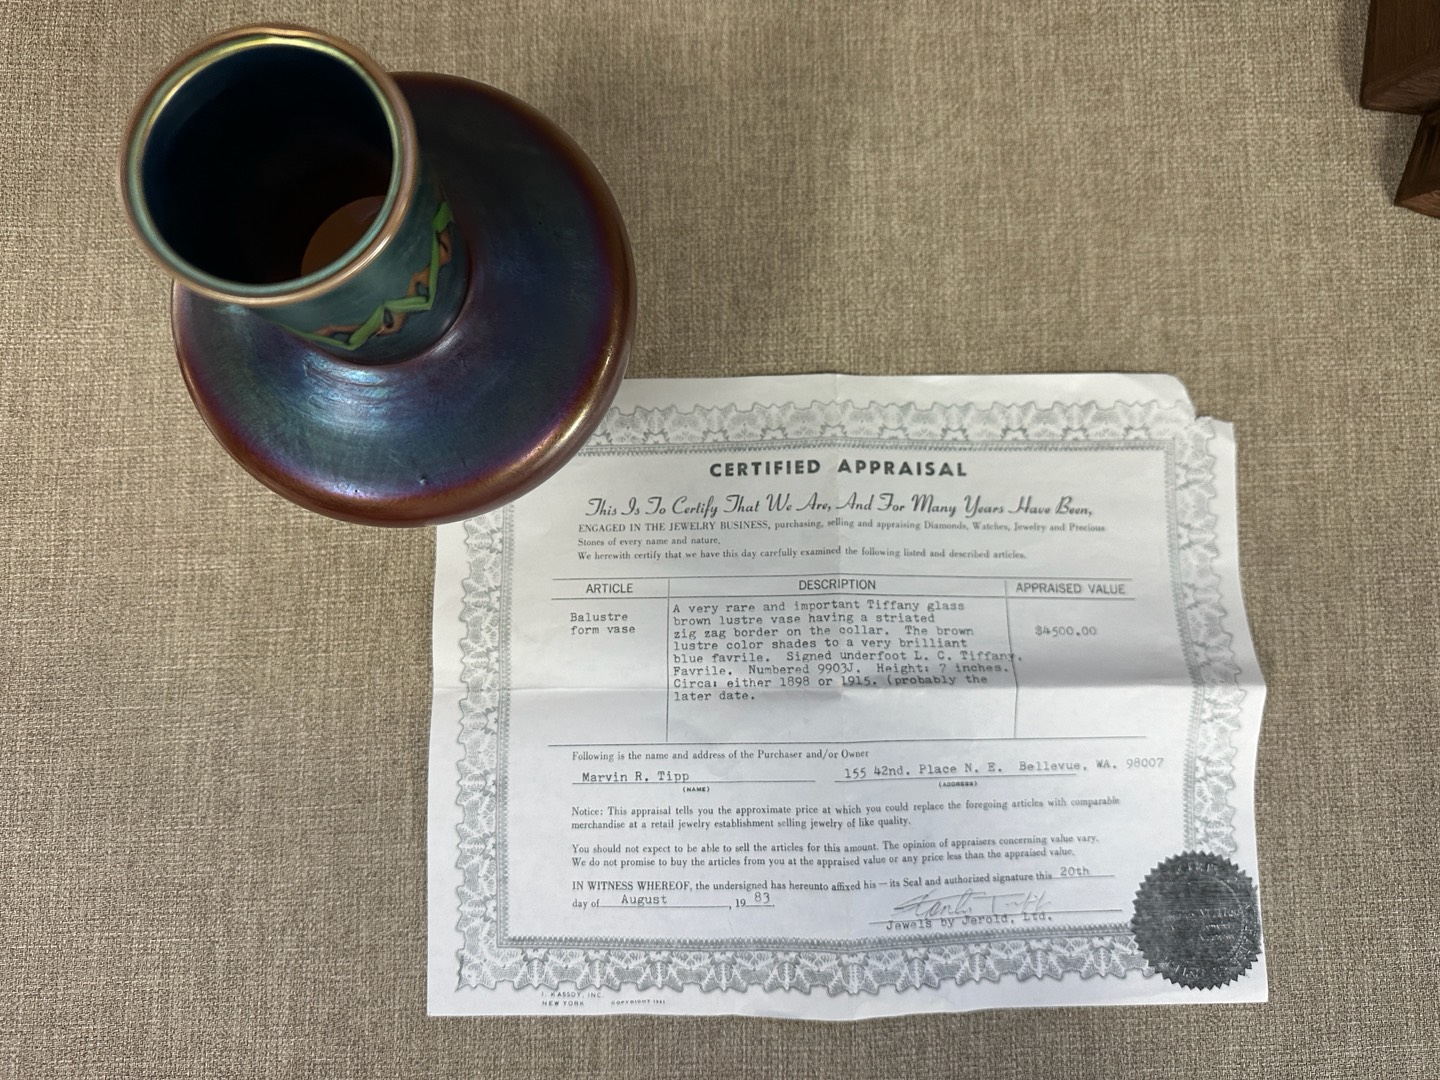 CERTIFIED APPRAISAL
This Is To Certify That We Are, And For Many Years Have Been,
ENGAGED IN THE JEWELRY BUSINESS, purchasing, selling and appraising Diamonds, Watches, Jewelry and Precious
Stones of every name and nature.
We herewith certify that we have this day carefully examined the following listed and described articles.
ARTICLE DESCRIPTION APPRAISED VALUE
Balustre
form vase
A very rare and important Tiffany glass
brown lustre vase having a striated
zig zag border on the collar. The brown
lustre color shades to a very brilliant
blue favrile. Signed underfoot L. C. Tiffany.
Favrile. Numbered 9903J. Height: 7 inches.
Circa: either 1898 or 1915. (probably the
later date.
$4500.00
Following is the name and address of the Purchaser and/or Owner
Marvin R. Tipp 155 42nd. Place N. E. Bellevue, WA. 98007
(NAME) (ADDRESS)
Notice: This appraisal tells you the approximate price at which you could replace the foregoing articles with comparable
merchandise at a retail jewelry establishment selling jewelry of like quality.
You should not expect to be able to sell the articles for this amount. The opinion of appraisers concerning value vary.
We do not promise to buy the articles from you at the appraised value or any price less than the appraised value.
IN WITNESS WHEREOF, the undersigned has hereunto affixed his — its Seal and authorized signature this 20th
day of August, 19 83
Jewels by Jerold, Ltd.
I. KASSOY, INC.
NEW YORK COPYRIGHT